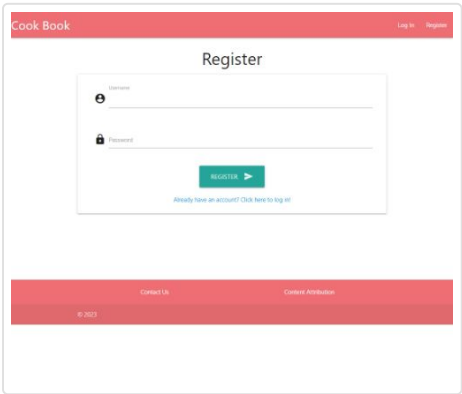 Cook Book
Log In Register
Register
Username
Password
REGISTER
Already have an account? Click here to log in!
Contact Us Content Attribution
© 2023